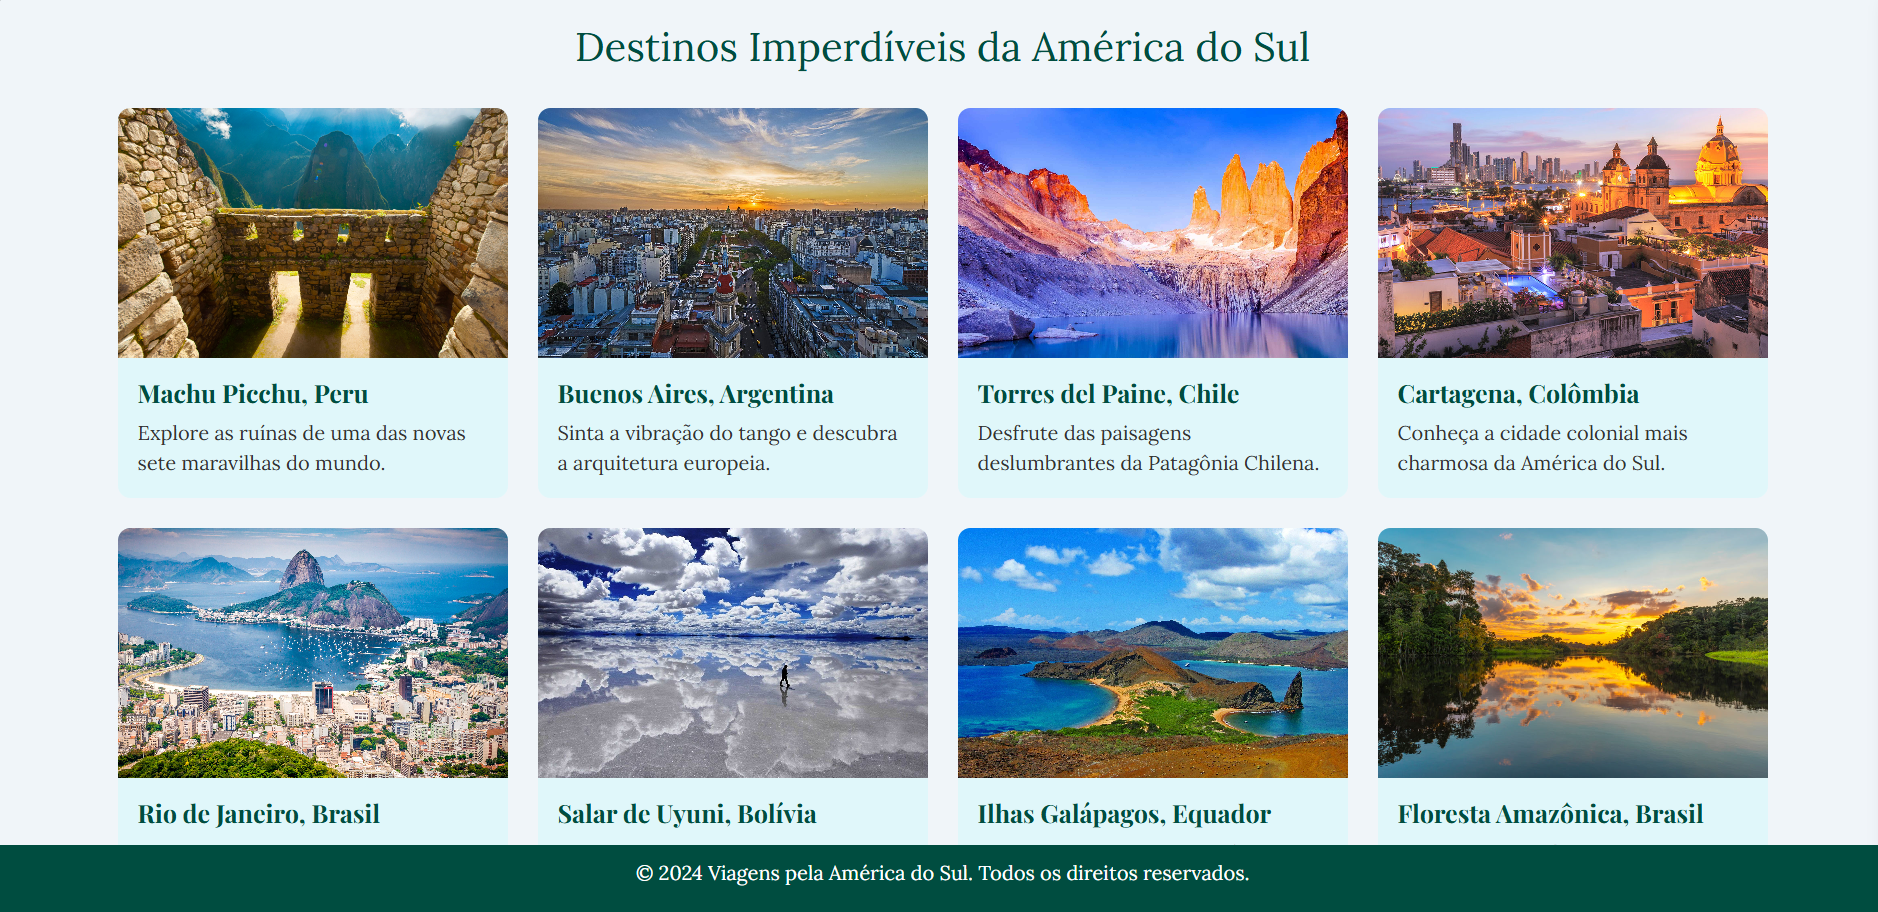 Destinos Imperdíveis da América do Sul
Machu Picchu, Peru
Explore as ruínas de uma das novas
sete maravilhas do mundo.
Buenos Aires, Argentina
Sinta a vibração do tango e descubra
a arquitetura europeia.
Torres del Paine, Chile
Desfrute das paisagens
deslumbrantes da Patagônia Chilena.
Cartagena, Colômbia
Conheça a cidade colonial mais
charmosa da América do Sul.
Rio de Janeiro, Brasil
Salar de Uyuni, Bolívia
Ilhas Galápagos, Equador
Floresta Amazônica, Brasil
© 2024 Viagens pela América do Sul. Todos os direitos reservados.